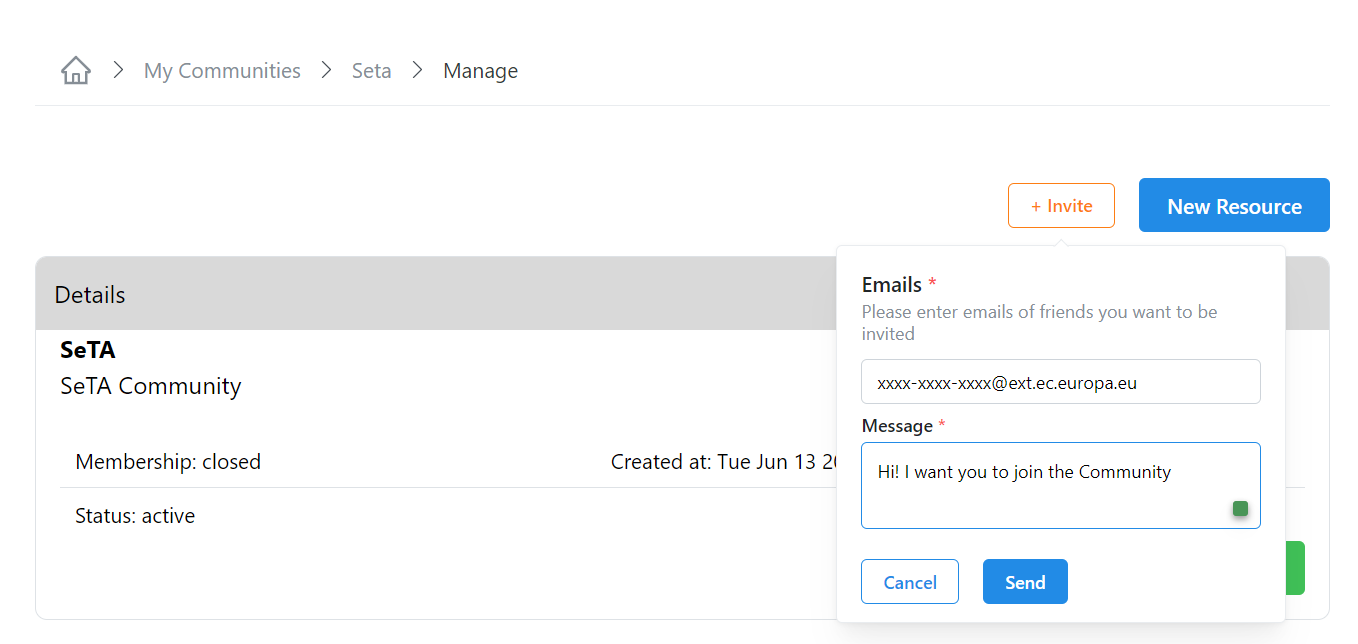 My Communities Seta Manage
+ Invite New Resource
Details
SeTA
SeTA Community
Membership: closed
Created at: Tue Jun 13
Status: active
Emails *
Please enter emails of friends you want to be
invited
xxxx-xxxx-xxxx@ext.ec.europa.eu
Message *
Hi! I want you to join the Community
Cancel Send